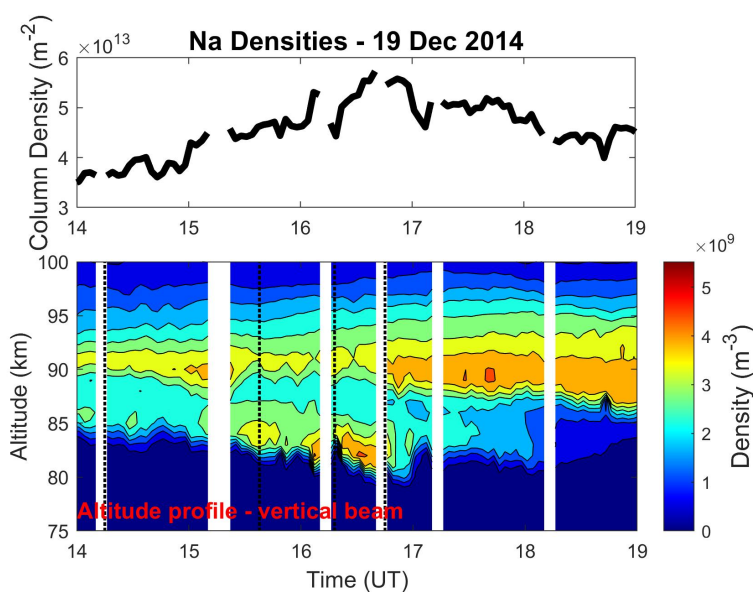 Na Densities - 19 Dec 2014
×10^13
Column Density (m^-2)
6
5
4
3
14 15 16 17 18 19
Altitude (km)
100
95
90
85
80
75
Altitude profile - vertical beam
14 15 16 17 18 19
Time (UT)
×10^9
5
4
3
2
1
0
Density (m^-3)